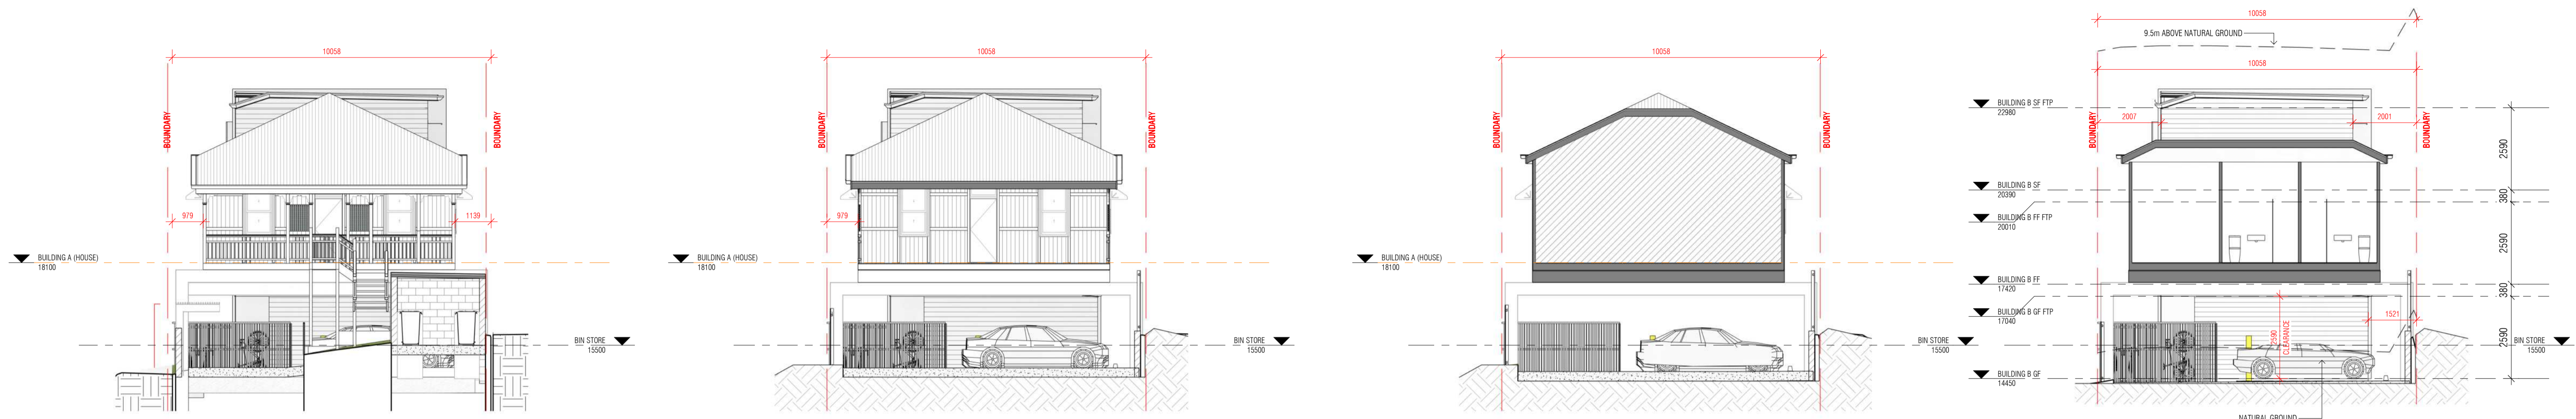 10058
BOUNDARY
BOUNDARY
979
1139
BUILDING A (HOUSE)
18100
BIN STORE
15500
10058
BOUNDARY
BOUNDARY
979
BUILDING A (HOUSE)
18100
BIN STORE
15500
10058
BOUNDARY
BOUNDARY
BUILDING A (HOUSE)
18100
BIN STORE
15500
10058
9.5m ABOVE NATURAL GROUND
10058
BUILDING B SF FTP
22980
BOUNDARY
2007
2001
BOUNDARY
2590
BUILDING B SF
20390
380
BUILDING B FF FTP
20010
2590
BUILDING B FF
17420
380
BUILDING B GF FTP
17040
1521
2590
CLEARANCE
2590
BIN STORE
15500
BUILDING B GF
14450
NATURAL GROUND